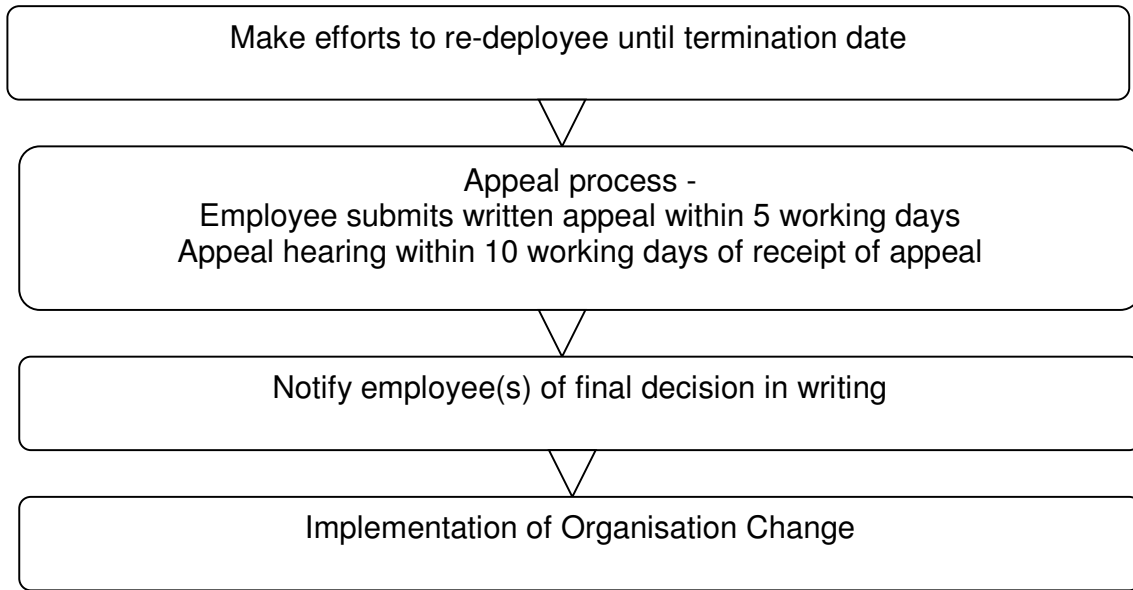 Make efforts to re-deployee until termination date
Appeal process -
Employee submits written appeal within 5 working days
Appeal hearing within 10 working days of receipt of appeal
Notify employee(s) of final decision in writing
Implementation of Organisation Change